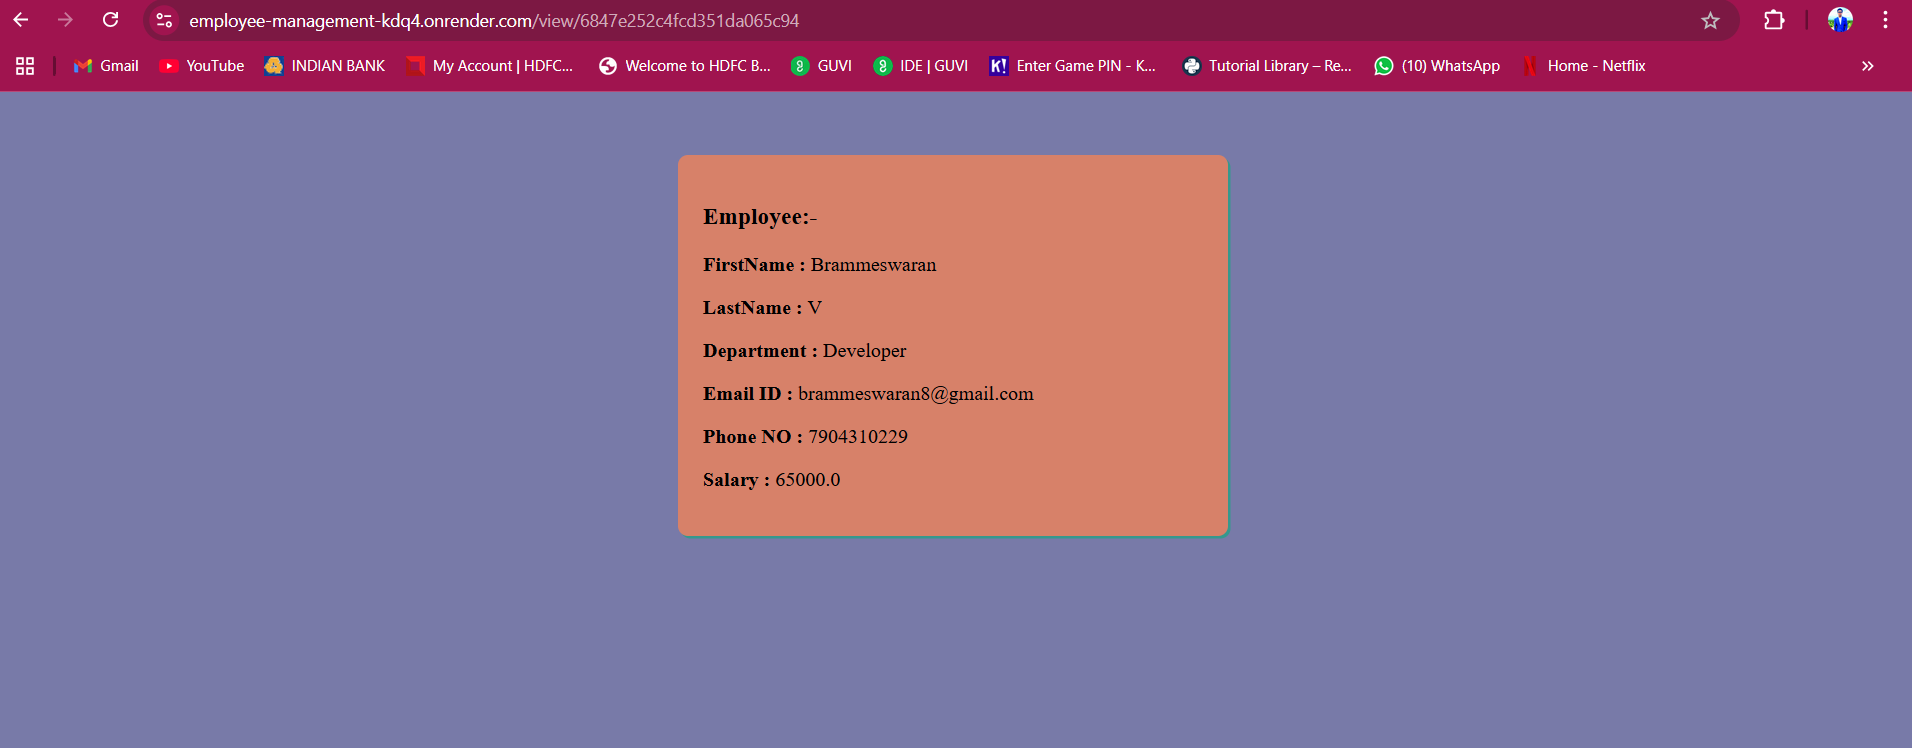 employee-management-kdq4.onrender.com/view/6847e252c4fcd351da065c94
Gmail YouTube INDIAN BANK My Account | HDFC... Welcome to HDFC B... GUVI IDE | GUVI K! Enter Game PIN - K... Tutorial Library – Re... (10) WhatsApp Home - Netflix
Employee:-
FirstName : Brammeswaran
LastName : V
Department : Developer
Email ID : brammeswaran8@gmail.com
Phone NO : 7904310229
Salary : 65000.0